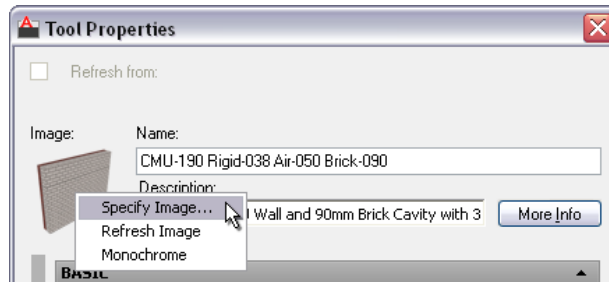 Tool Properties
Refresh from:
Image:
Name:
CMU-190 Rigid-038 Air-050 Brick-090
Description:
Specify Image...
Wall and 90mm Brick Cavity with 3
More Info
Refresh Image
Monochrome
BASIC